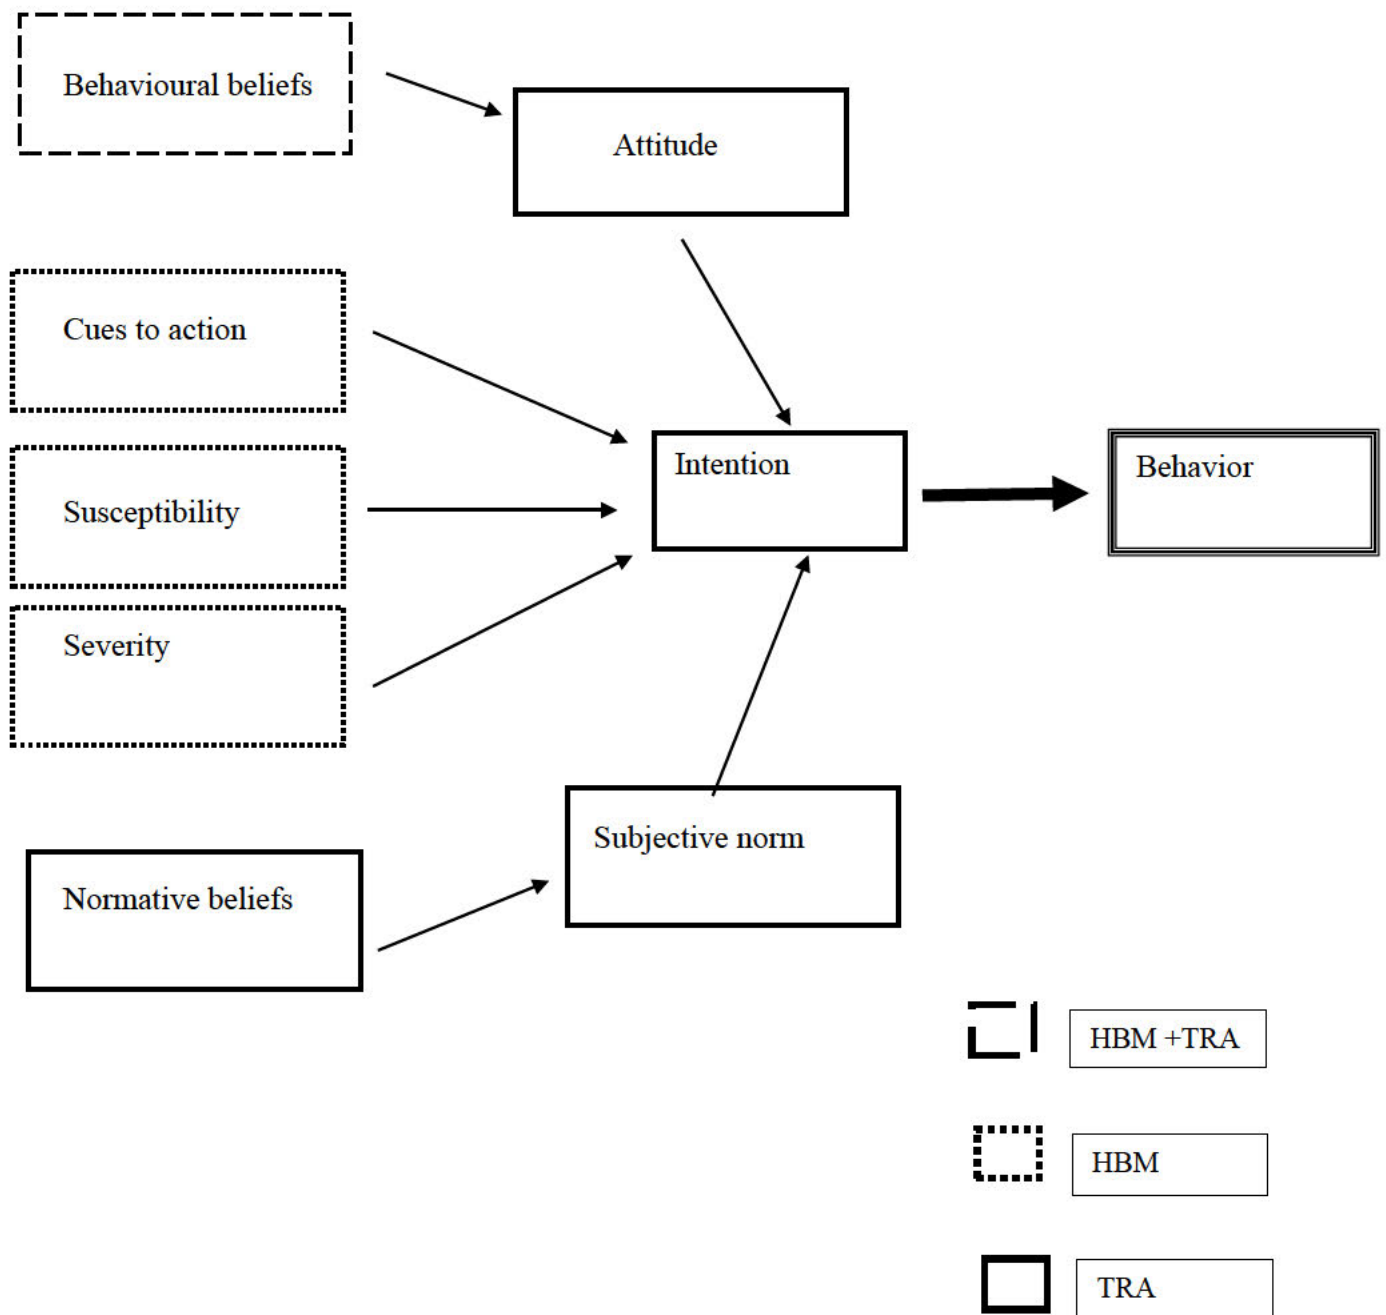 Behavioural beliefs
Attitude
Cues to action
Intention
Behavior
Susceptibility
Severity
Subjective norm
Normative beliefs
HBM +TRA
HBM
TRA